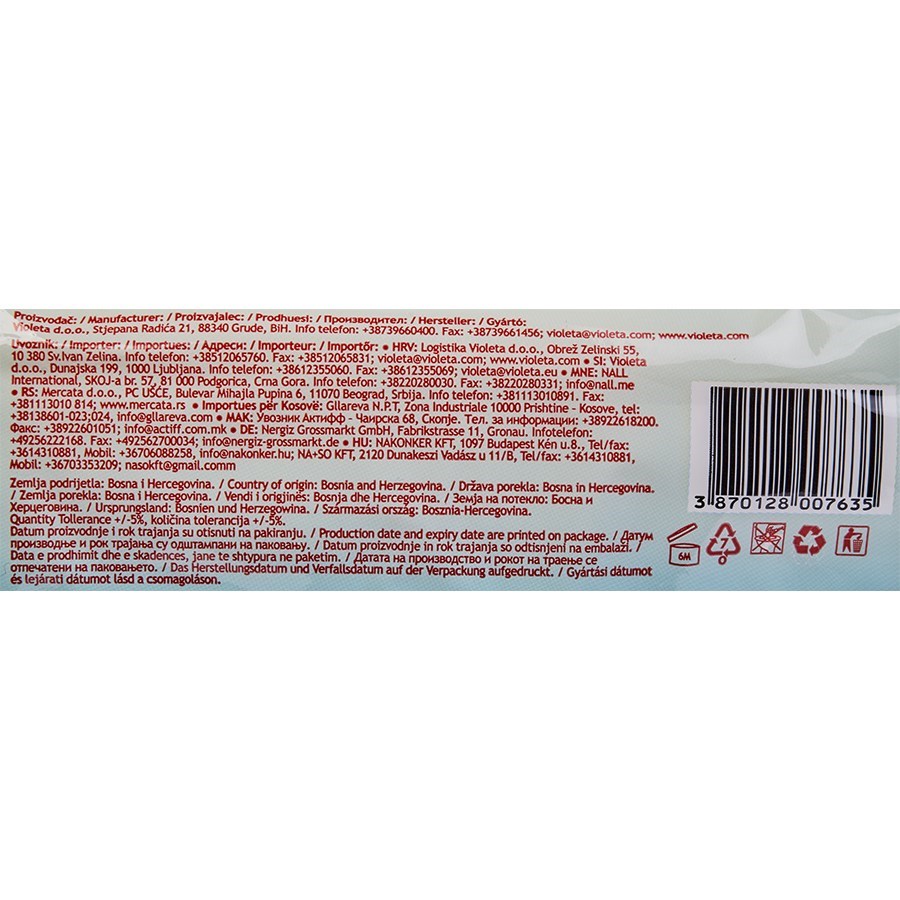 Proizvođač: / Manufacturer: / Proizvajalec: / Prodhuesi: / Производител: / Hersteller: / Gyártó:
Violeta d.o.o., Stjepana Radića 21, 88340 Grude, BiH. Info telefon: +38739660400. Fax: +38739661456; violeta@violeta.com; www.violeta.com
Uvoznik: / Importer: / Importues: / Адреси: / Importeur: / Importőr: ● HRV: Logistika Violeta d.o.o., Obrež Zelinski 55,
10 380 Sv.Ivan Zelina. Info telefon: +38512065760. Fax: +38512065831; violeta@violeta.com; www.violeta.com ● SI: Violeta
d.o.o., Dunajska 199, 1000 Ljubljana. Info telefon: +38612355060. Fax: +38612355069; violeta@violeta.eu ● MNE: NALL
International, SKOJ-a br. 57, 81 000 Podgorica, Crna Gora. Info telefon: +38220280030. Fax: +38220280331; info@nall.me
● RS: Mercata d.o.o., PC UŠĆE, Bulevar Mihajla Pupina 6, 11070 Beograd, Srbija. Info telefon: +381113010891. Fax:
+381113010 814; www.mercata.rs ● Importues për Kosovë: Gllareva N.P.T, Zona Industriale 10000 Prishtine - Kosove, tel:
+38138601-023;024, info@gllareva.com ● MAK: Увозник Актифф - Чаирска 68, Скопје. Тел. за информации: +38922618200.
Факс: +38922601051; info@actiff.com.mk ● DE: Nergiz Grossmarkt GmbH, Fabrikstrasse 11, Gronau. Infotelefon:
+49256222168. Fax: +492562700034; info@nergiz-grossmarkt.de ● HU: NAKONKER KFT, 1097 Budapest Kén u.8., Tel/fax:
+3614310881, Mobil: +36706088258, info@nakonker.hu; NA+SO KFT, 2120 Dunakeszi Vadász u 11/B, Tel/fax: +3614310881,
Mobil: +36703353209; nasokft@gmail.comm
Zemlja podrijetla: Bosna i Hercegovina. / Country of origin: Bosnia and Herzegovina. / Država porekla: Bosna in Hercegovina.
/ Zemlja porekla: Bosna i Hercegovina. / Vendi i origjinës: Bosnja dhe Hercegovina. / Земја на потекло: Босна и
Херцеговина. / Ursprungsland: Bosnien und Herzegowina. / Származási ország: Bosznia-Hercegovina.
Quantity Tollerance +/-5%, količina tolerancija +/-5%.
Datum proizvodnje i rok trajanja su otisnuti na pakiranju. / Production date and expiry date are printed on package. / Датум
производње и рок трајања су одштампани на паковању. / Datum proizvodnje in rok trajanja so odtisnjeni na embalaži. /
Data e prodhimit dhe e skadences, jane te shtypura ne paketim. / Датата на производство и рокот на траење се
отпечатени на паковањето. / Das Herstellungsdatum und Verfallsdatum auf der Verpackung aufgedruckt. / Gyártási dátumot
és lejárati dátumot lásd a csomagoláson.
3 870128 007635
6M
7
O